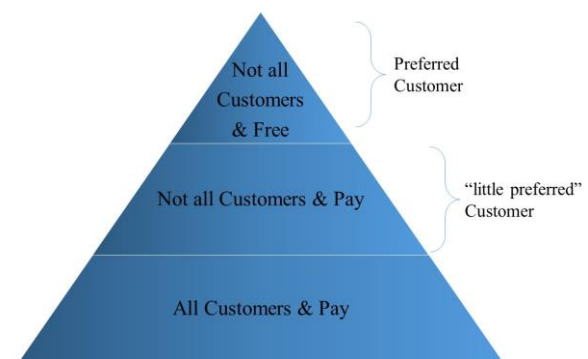 Not all
Customers
& Free
Preferred
Customer
Not all Customers & Pay
“little preferred”
Customer
All Customers & Pay